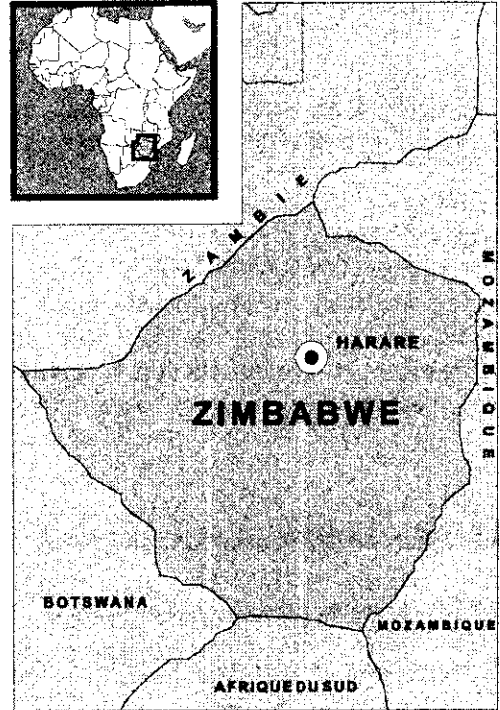 ZAMBIE
MOZAMBIQUE
HARARE
ZIMBABWE
BOTSWANA
MOZAMBIQUE
AFRIQUE DU SUD